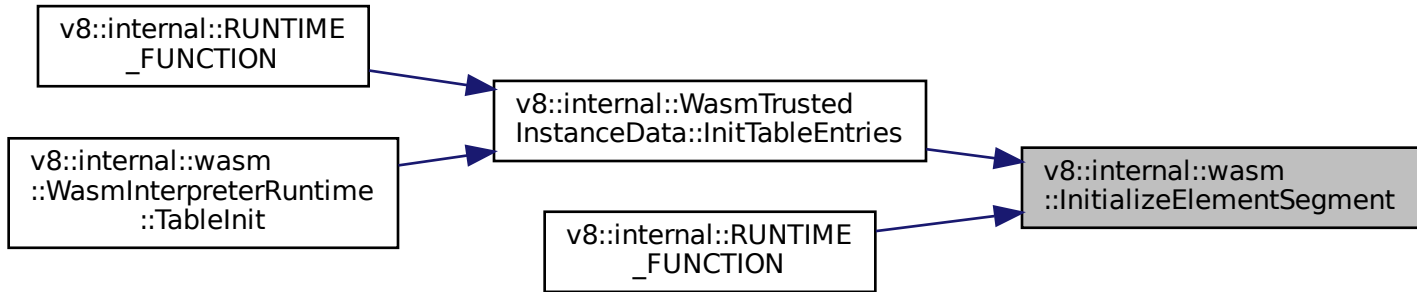 v8::internal::RUNTIME
_FUNCTION
v8::internal::wasm
::WasmInterpreterRuntime
::TableInit
v8::internal::WasmTrusted
InstanceData::InitTableEntries
v8::internal::RUNTIME
_FUNCTION
v8::internal::wasm
::InitializeElementSegment